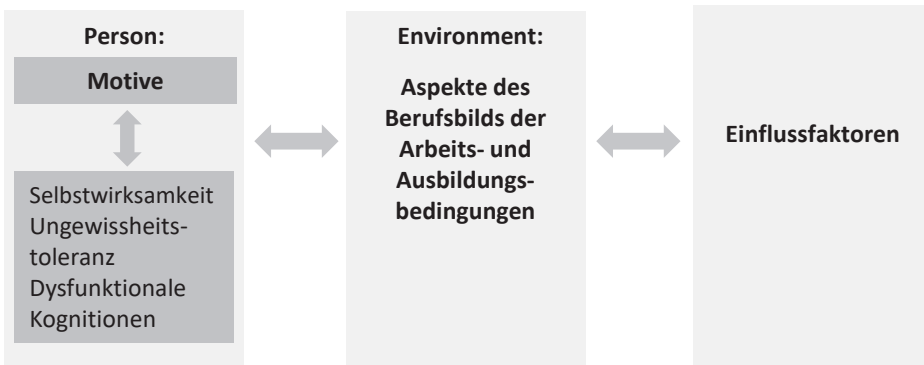 Person:
Motive
Selbstwirksamkeit
Ungewissheits-
toleranz
Dysfunktionale
Kognitionen
Environment:
Aspekte des
Berufsbilds der
Arbeits- und
Ausbildungs-
bedingungen
Einflussfaktoren